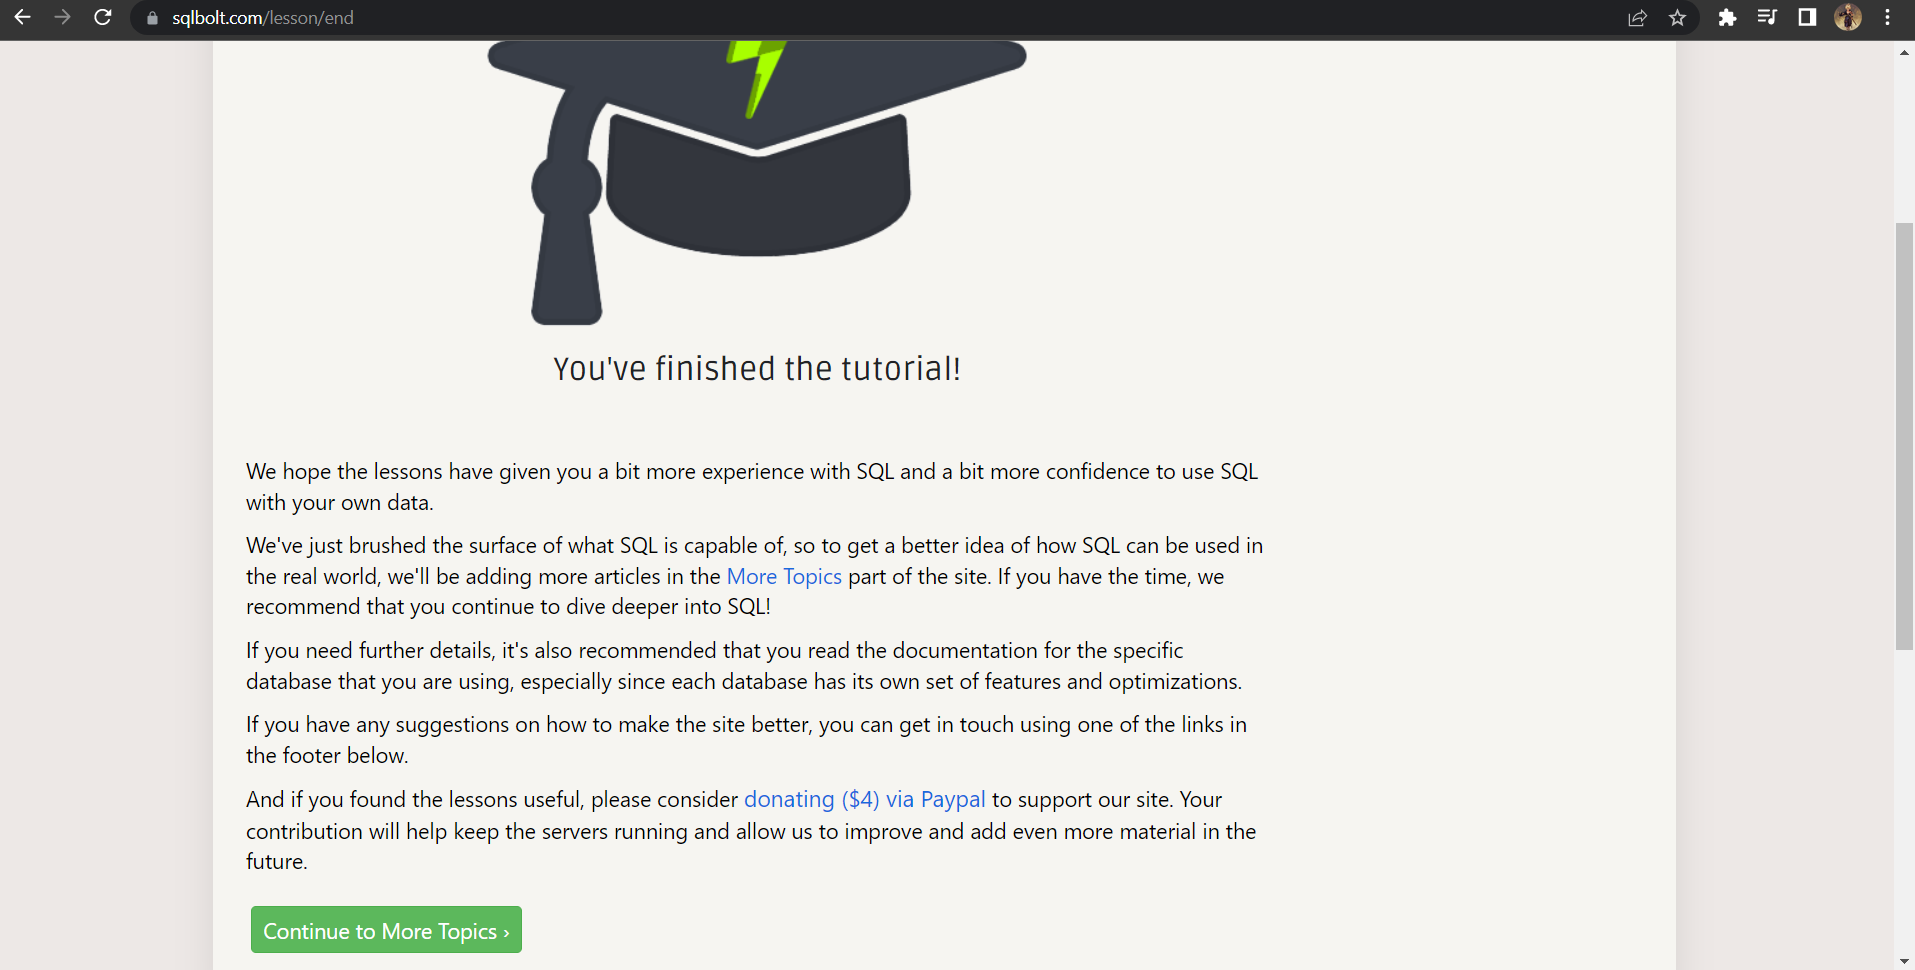 sqlbolt.com/lesson/end
You've finished the tutorial!
We hope the lessons have given you a bit more experience with SQL and a bit more confidence to use SQL
with your own data.
We've just brushed the surface of what SQL is capable of, so to get a better idea of how SQL can be used in
the real world, we'll be adding more articles in the More Topics part of the site. If you have the time, we
recommend that you continue to dive deeper into SQL!
If you need further details, it's also recommended that you read the documentation for the specific
database that you are using, especially since each database has its own set of features and optimizations.
If you have any suggestions on how to make the site better, you can get in touch using one of the links in
the footer below.
And if you found the lessons useful, please consider donating ($4) via Paypal to support our site. Your
contribution will help keep the servers running and allow us to improve and add even more material in the
future.
Continue to More Topics ›